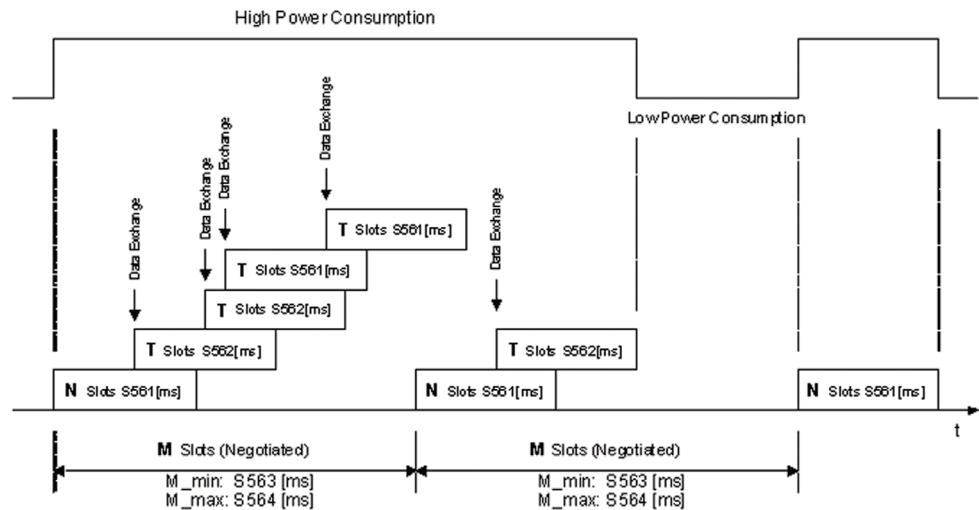 High Power Consumption
Low Power Consumption
Data Exchange
Data Exchange
Data Exchange
Data Exchange
Data Exchange
T Slots S561[ms]
T Slots S561[ms]
T Slots S562[ms]
T Slots S562[ms]
T Slots S562[ms]
N Slots S561[ms]
N Slots S561[ms]
N Slots S561[ms]
t
M Slots (Negotiated)
M_min: S563 [ms]
M_max: S564 [ms]
M Slots (Negotiated)
M_min: S563 [ms]
M_max: S564 [ms]